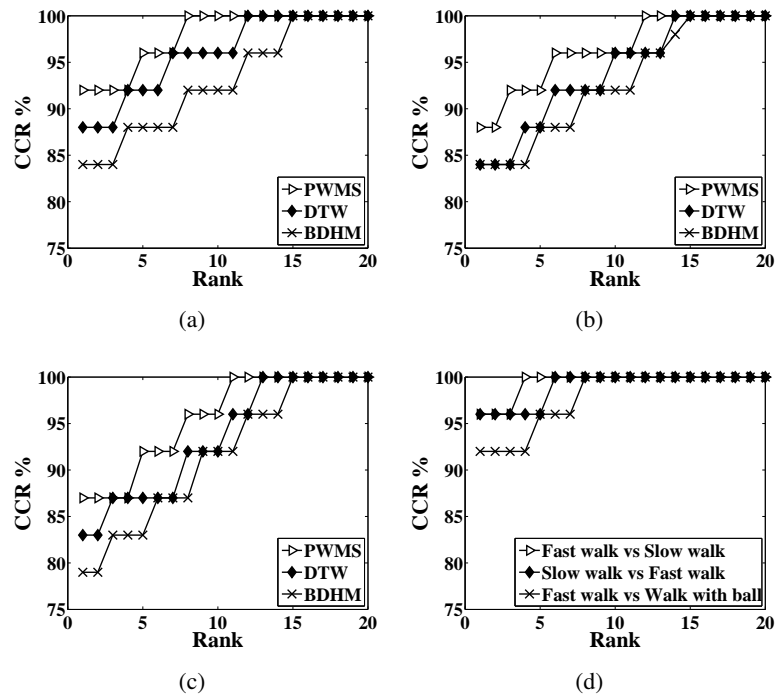 100
95
90
85
80
75
CCR %
0
5
10
15
20
Rank
PWMS
DTW
BDHM
(a)
100
95
90
85
80
75
CCR %
0
5
10
15
20
Rank
PWMS
DTW
BDHM
(b)
100
95
90
85
80
75
CCR %
0
5
10
15
20
Rank
PWMS
DTW
BDHM
(c)
100
95
90
85
80
75
CCR %
0
5
10
15
20
Rank
Fast walk vs Slow walk
Slow walk vs Fast walk
Fast walk vs Walk with ball
(d)